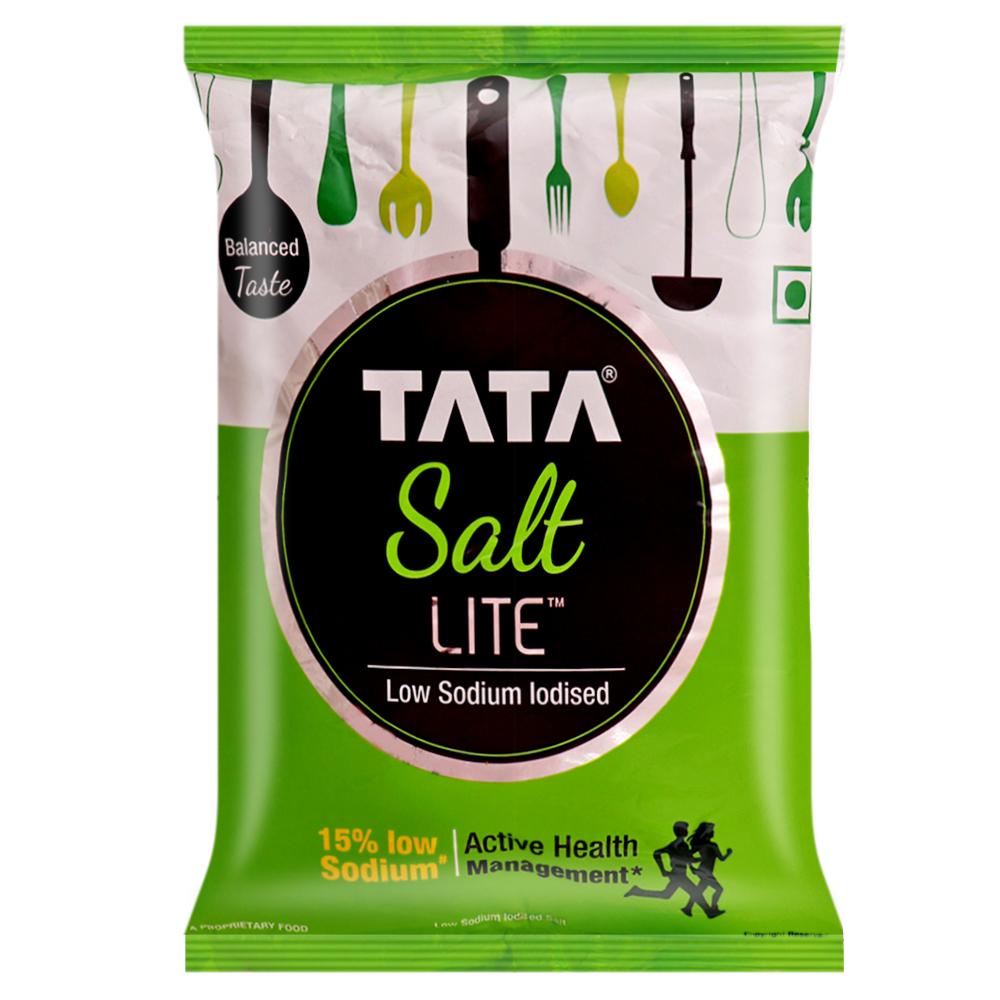 Balanced
Taste
TATA®
Salt
LITE™
Low Sodium Iodised
15% low
Sodium#
Active Health
Management*
A PROPRIETARY FOOD
Low Sodium Iodised Salt
Copyright